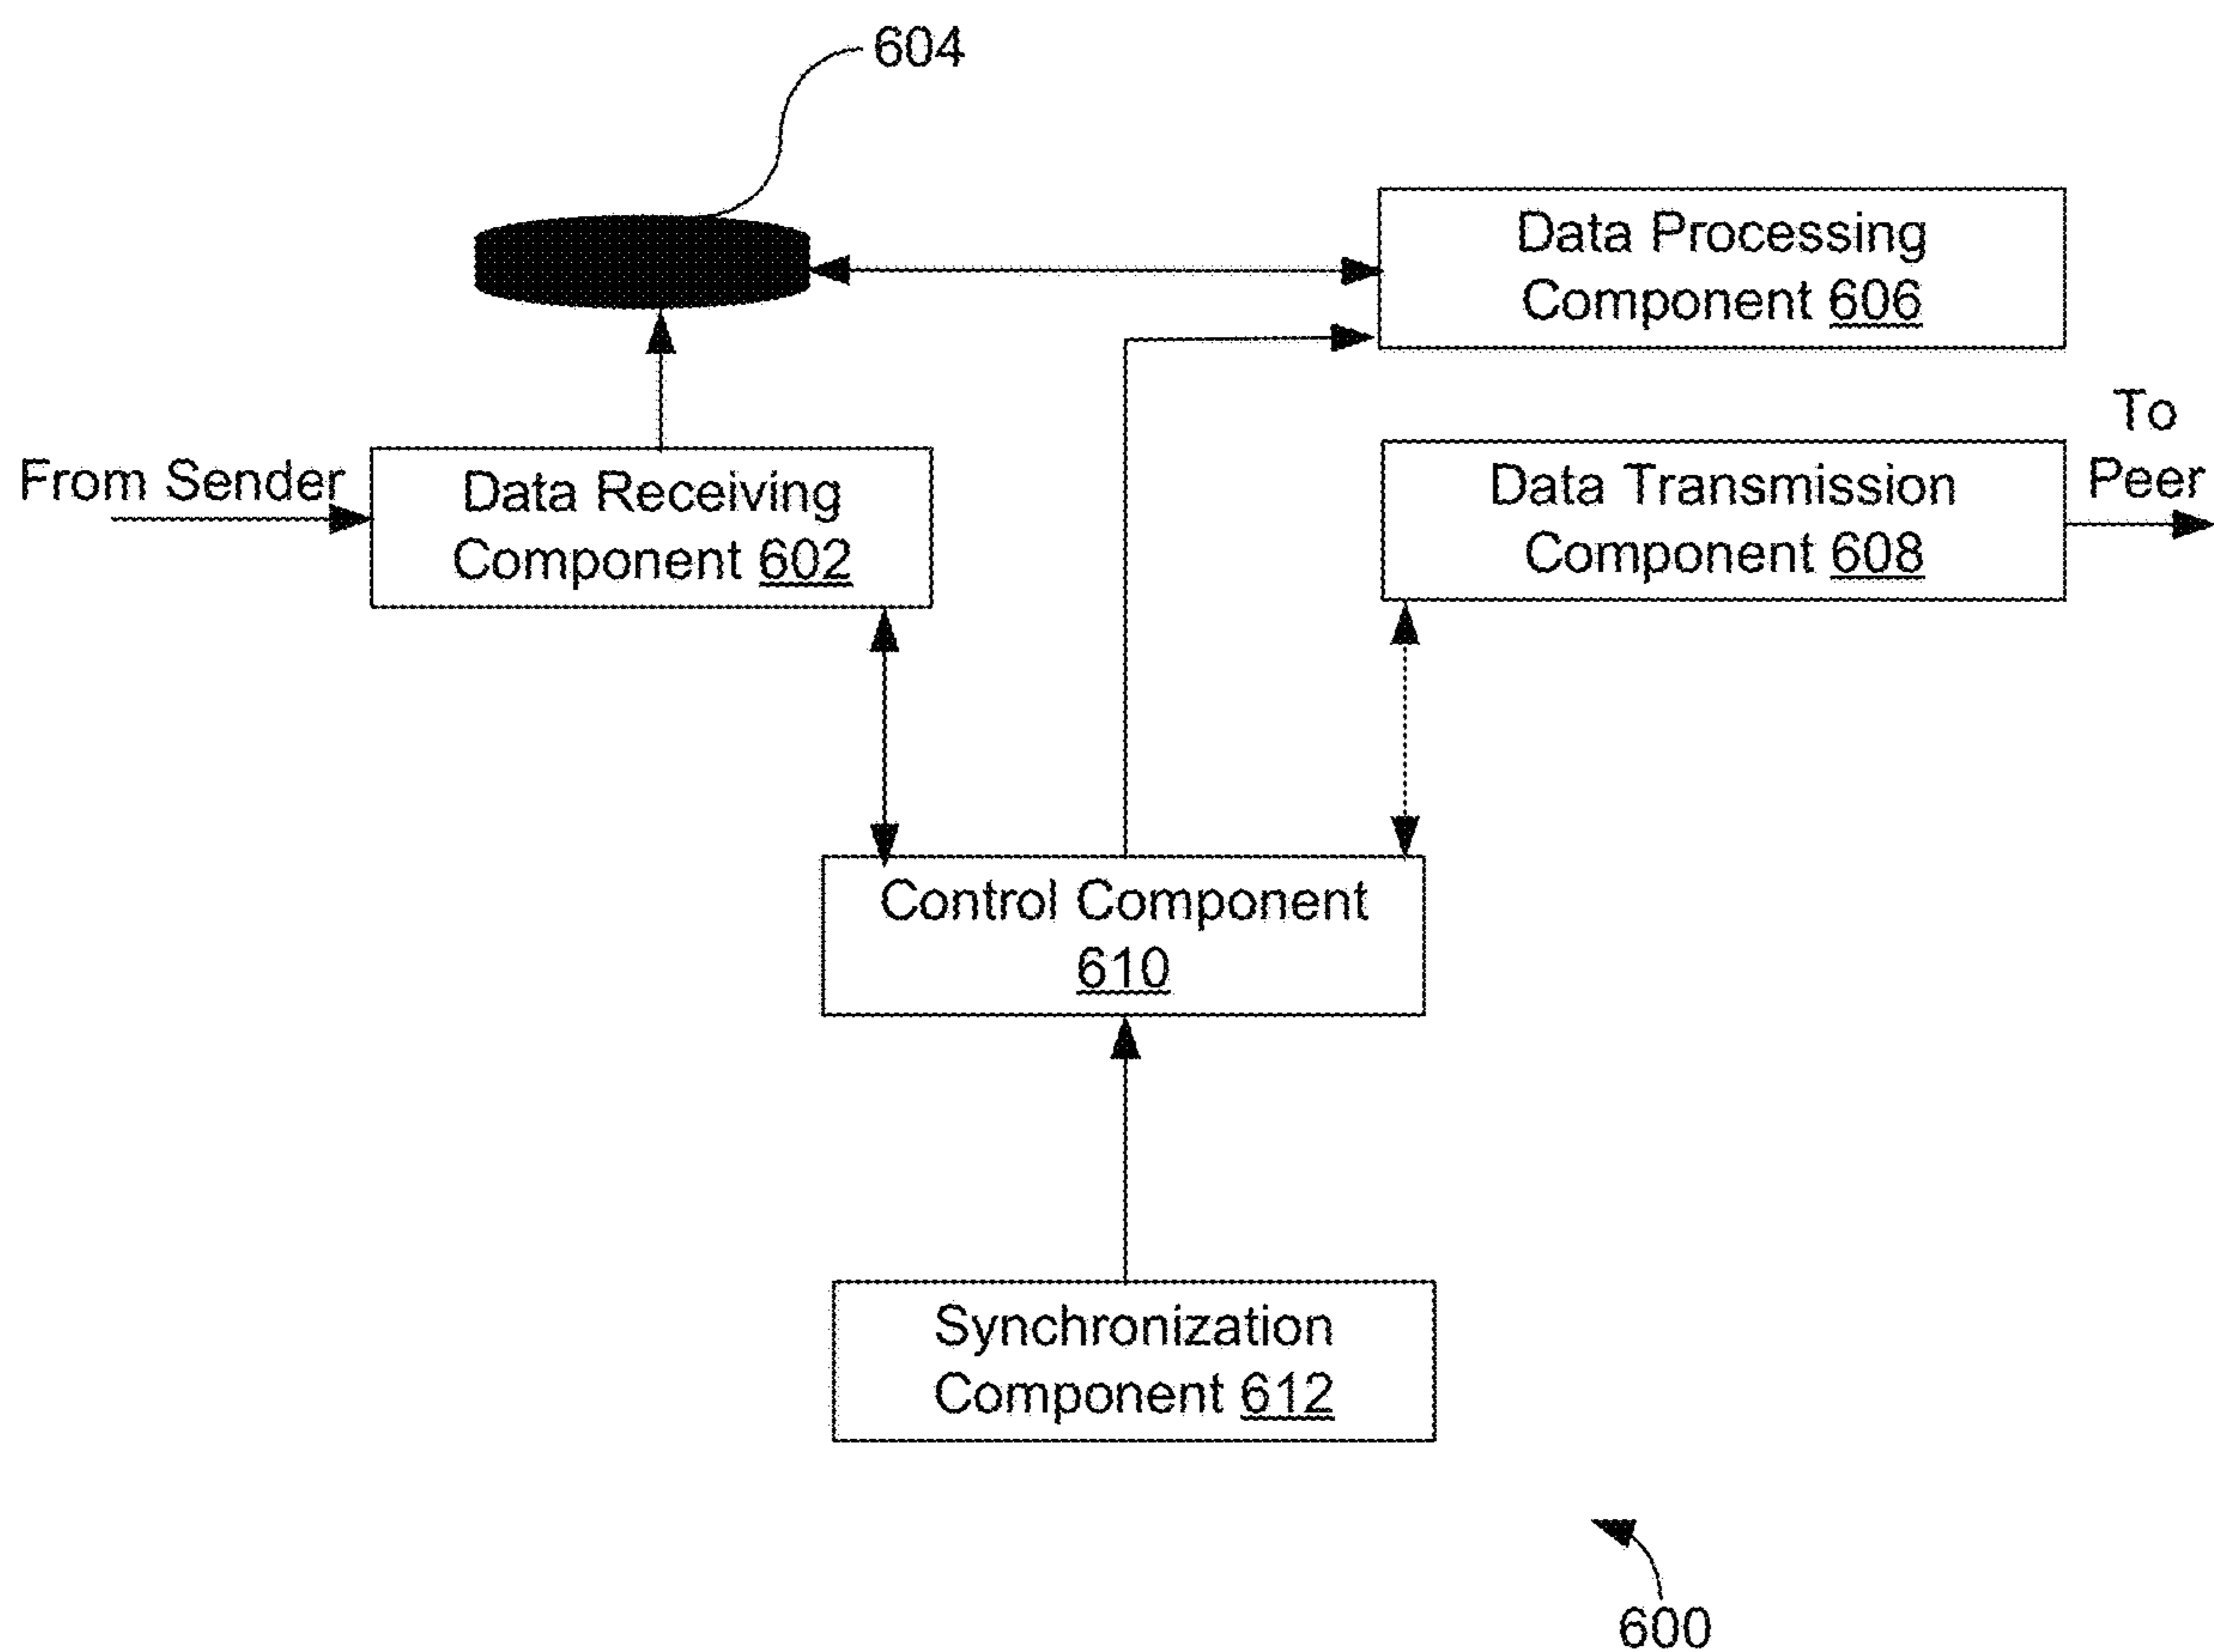 604
Data Processing
Component 606
To
Peer
From Sender
Data Receiving
Component 602
Data Transmission
Component 608
Control Component
610
Synchronization
Component 612
600